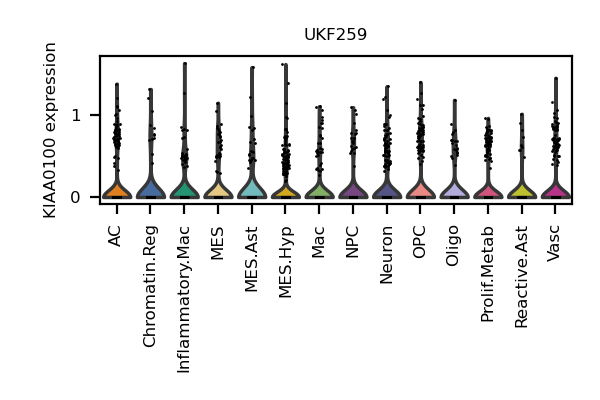 UKF259
KIAA0100 expression
1
0
AC
Chromatin.Reg
Inflammatory.Mac
MES
MES.Ast
MES.Hyp
Mac
NPC
Neuron
OPC
Oligo
Prolif.Metab
Reactive.Ast
Vasc